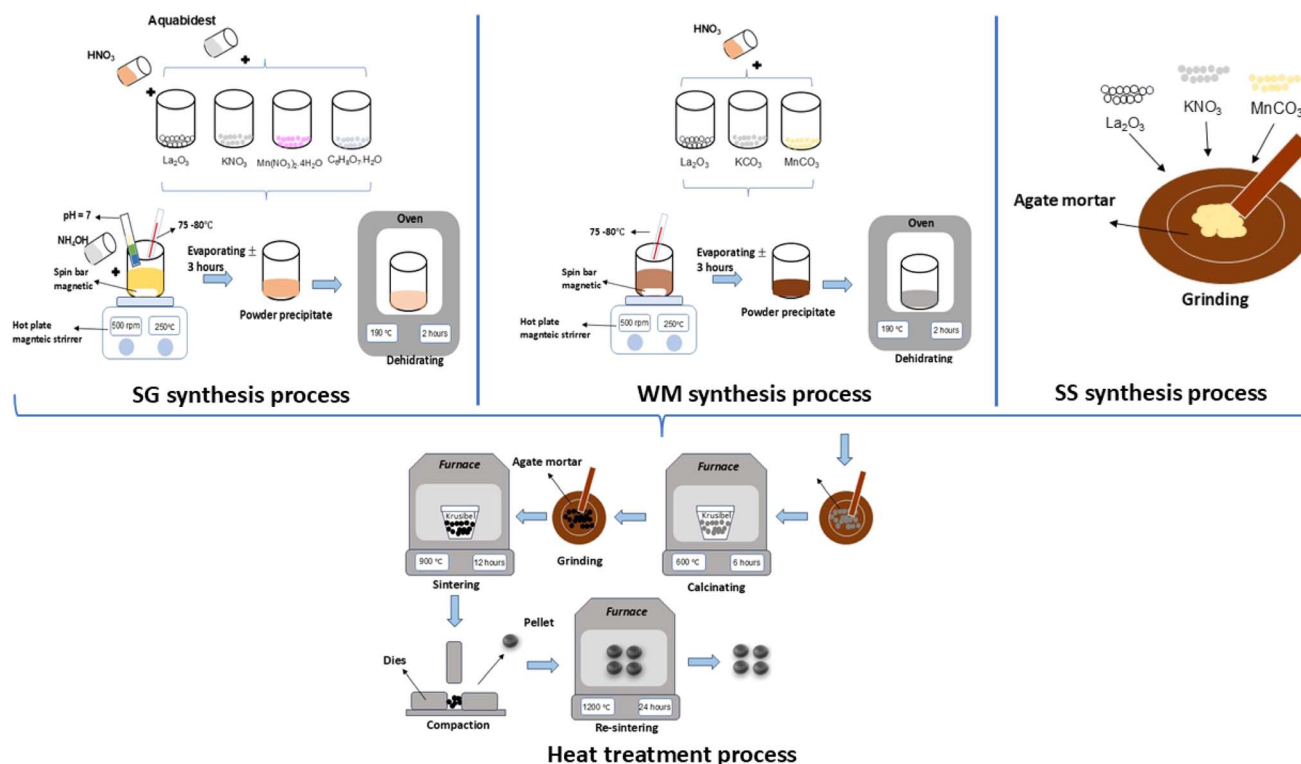 Aquabidest
HNO₃
La₂O₃
KNO₃
Mn(NO₃)₂.4H₂O
C₆H₈O₇.H₂O
pH = 7
NH₄OH
75 -80°C
Spin bar
magnetic
Hot plate
magnteic strirrer
500 rpm
250°C
Evaporating ±
3 hours
Powder precipitate
Oven
190 °C
2 hours
Dehidrating
SG synthesis process
HNO₃
La₂O₃
KCO₃
MnCO₃
75 -80°C
Spin bar
magnetic
Hot plate
magnteic strirrer
500 rpm
250°C
Evaporating ±
3 hours
Powder precipitate
Oven
190 °C
2 hours
Dehidrating
WM synthesis process
La₂O₃
KNO₃
MnCO₃
Agate mortar
Grinding
SS synthesis process
Furnace
Krusibel
900 °C
12 hours
Sintering
Agate mortar
Grinding
Furnace
Krusibel
600 °C
6 hours
Calcinating
Dies
Pellet
Compaction
Furnace
1200 °C
24 hours
Re-sintering
Heat treatment process